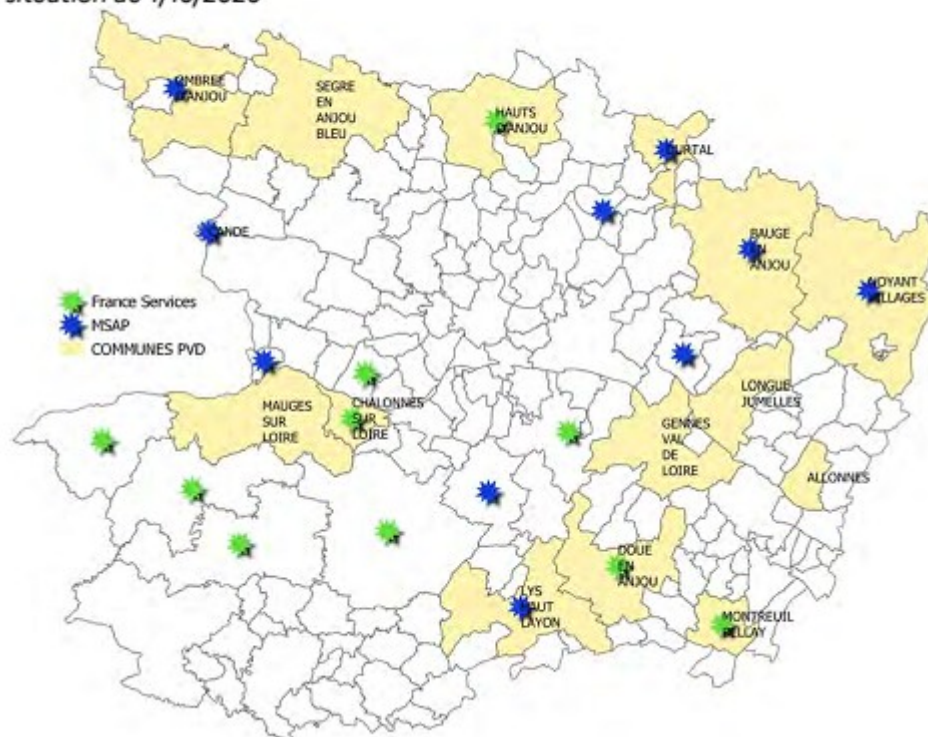 situation au 1/10/2020
OMBREE
D'ANJOU
SEGRE
EN
ANJOU
BLEU
HAUTS
D'ANJOU
DURTAL
CANDE
BAUGE
EN
ANJOU
NOYANT
VILLAGES
France Services
MSAP
COMMUNES PVD
LONGUE
JUMELLES
MAUGES
SUR
LOIRE
CHALONNES
SUR
LOIRE
GENNES
VAL
DE
LOIRE
ALLONNES
DOUE
EN
ANJOU
LYS
HAUT
LAYON
MONTREUIL
BELLAY